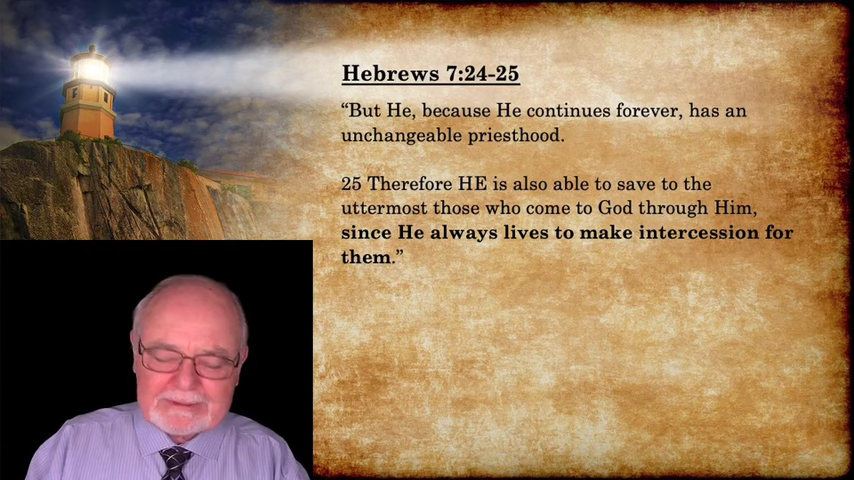 Hebrews 7:24-25
“But He, because He continues forever, has an
unchangeable priesthood.
25 Therefore HE is also able to save to the
uttermost those who come to God through Him,
since He always lives to make intercession for
them.”